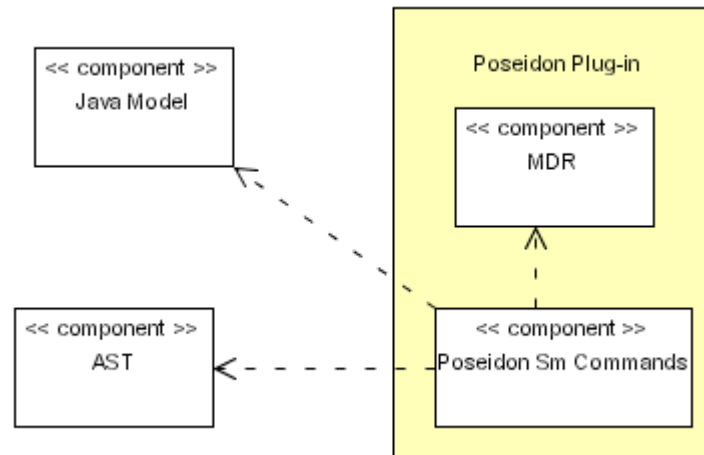 << component >>
Java Model
Poseidon Plug-in
<< component >>
MDR
<< component >>
AST
<< component >>
Poseidon Sm Commands